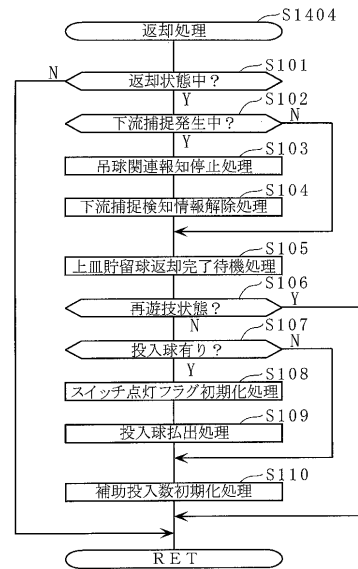 返却処理 S1404
S101
N 返却状態中?
Y
S102
下流捕捉発生中? N
Y
S103
吊球関連報知停止処理
S104
下流捕捉検知情報解除処理
S105
上皿貯留球返却完了待機処理
S106
再遊技状態? Y
N
S107
投入球有り? N
Y
S108
スイッチ点灯フラグ初期化処理
S109
投入球払出処理
S110
補助投入数初期化処理
RET